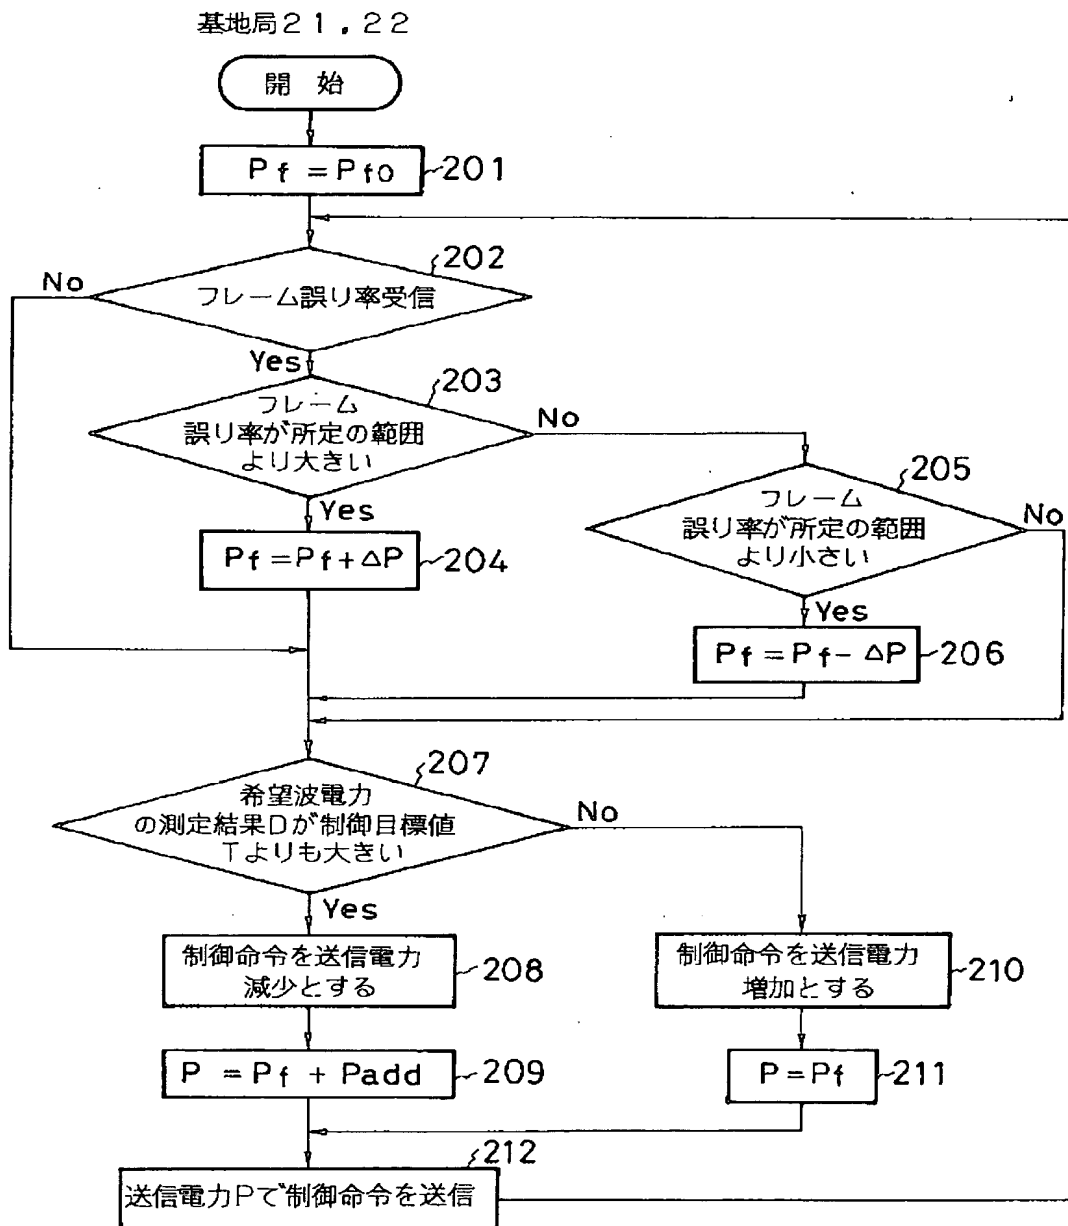 基地局21,22
開 始
Pf=Pf0
201
202
No
フレーム誤り率受信
Yes
203
フレーム
誤り率が所定の範囲
より大きい
No
Yes
205
フレーム
誤り率が所定の範囲
より小さい
No
Pf=Pf+ΔP
204
Yes
Pf=Pf-ΔP
206
207
希望波電力
の測定結果Dが制御目標値
Tよりも大きい
No
Yes
制御命令を送信電力
減少とする
208
制御命令を送信電力
増加とする
210
P =Pf + Padd
209
P=Pf
211
212
送信電力Pで制御命令を送信